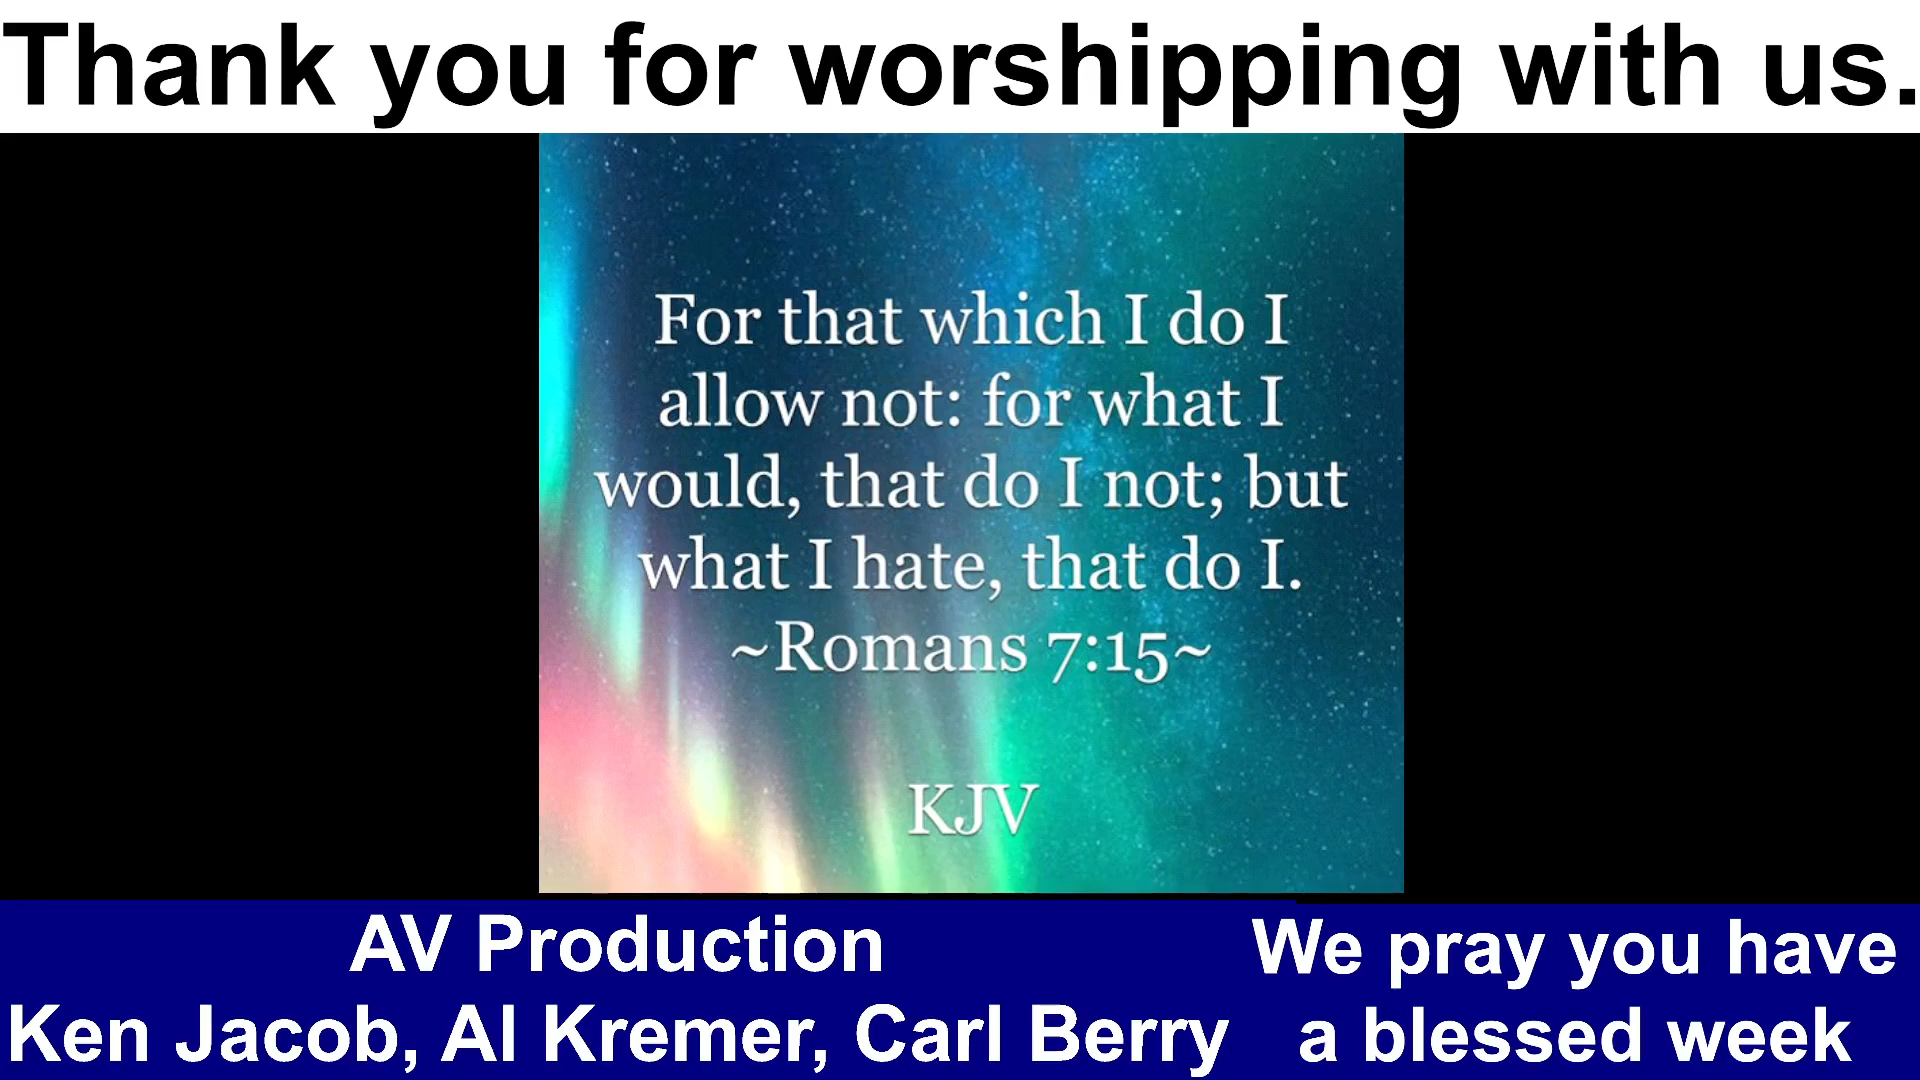 Thank you for worshipping with us.
For that which I do I
allow not: for what I
would, that do I not; but
what I hate, that do I.
~Romans 7:15~
KJV
AV Production
Ken Jacob, Al Kremer, Carl Berry
We pray you have
a blessed week